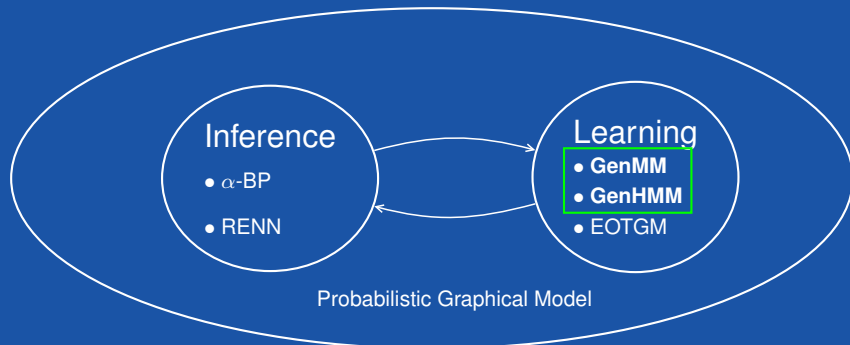 Inference
• α-BP
• RENN
Learning
• GenMM
• GenHMM
• EOTGM
Probabilistic Graphical Model